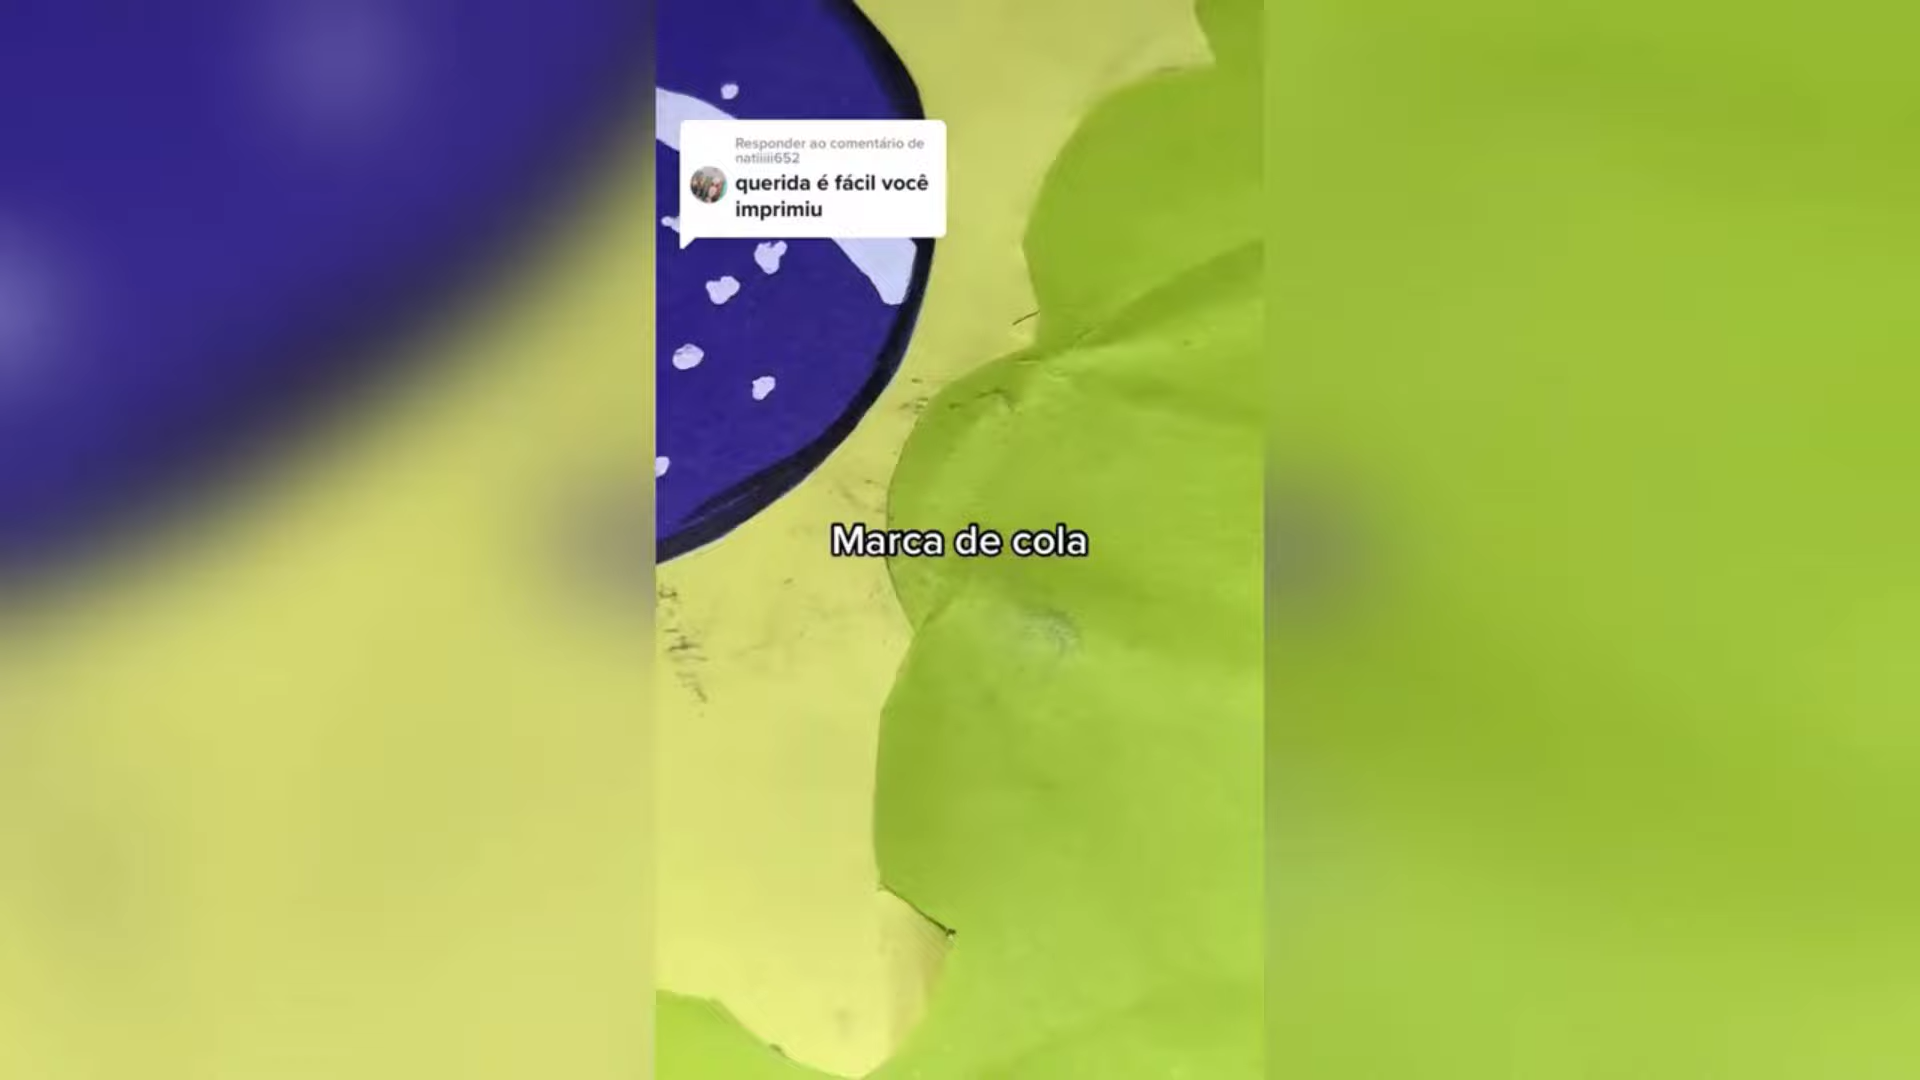 Responder ao comentário de
natiiiii652
querida é fácil você
imprimiu
Marca de cola